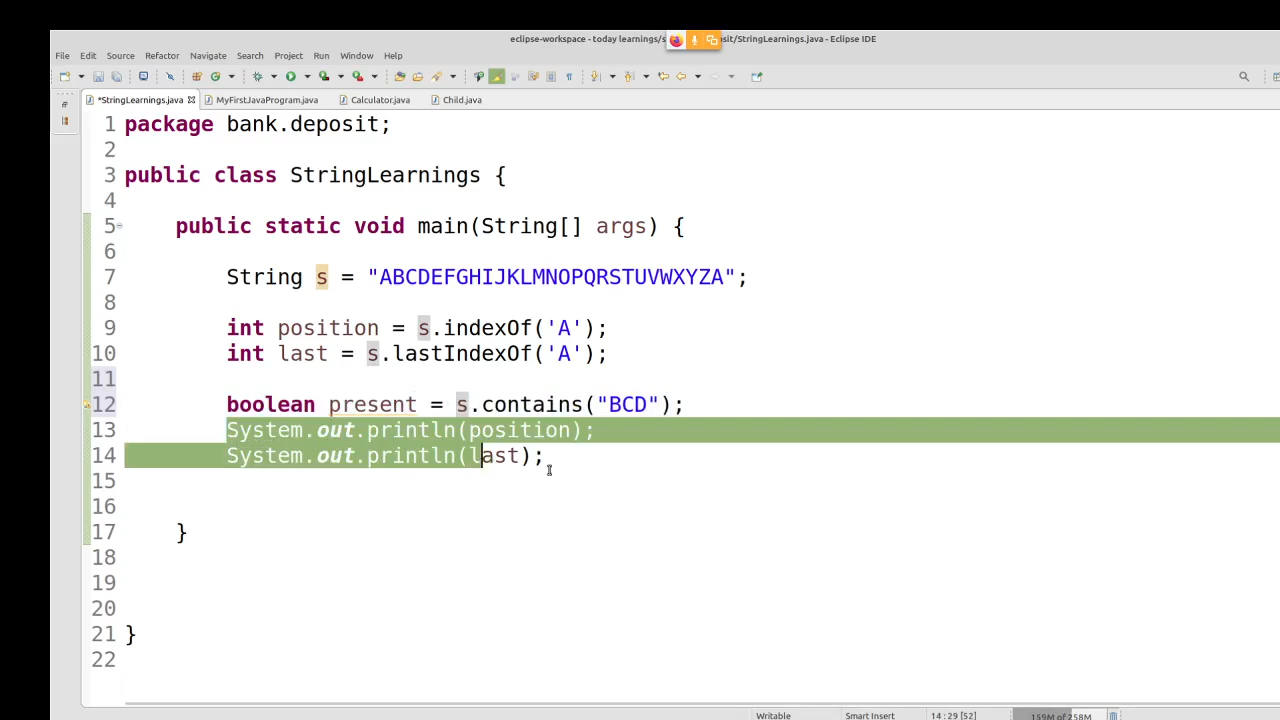 eclipse-workspace - today learnings/s sit/StringLearnings.java - Eclipse IDE
File Edit Source Refactor Navigate Search Project Run Window Help
*StringLearnings.java MyFirstJavaProgram.java Calculator.java Child.java
1 package bank.deposit;
2
3 public class StringLearnings {
4
5 public static void main(String[] args) {
6
7 String s = "ABCDEFGHIJKLMNOPQRSTUVWXYZA";
8
9 int position = s.indexOf('A');
10 int last = s.lastIndexOf('A');
11
12 boolean present = s.contains("BCD");
13 System.out.println(position);
14 System.out.println(last);
15
16
17 }
18
19
20
21 }
22
Writable Smart Insert 14 : 29 [52] 159M of 258M